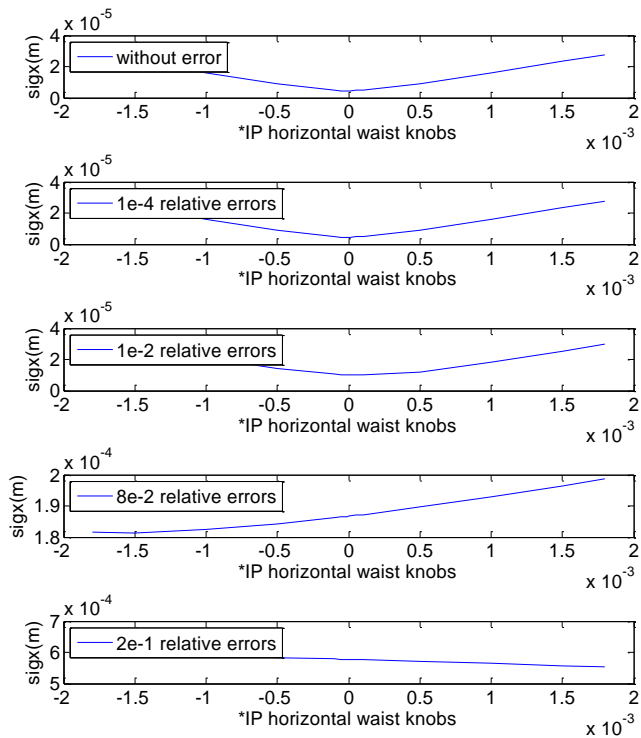 x 10^-5
sigx(m)
4
2
0
without error
-2 -1.5 -1 -0.5 0 0.5 1 1.5 2
*IP horizontal waist knobs
x 10^-3
x 10^-5
sigx(m)
4
2
0
1e-4 relative errors
-2 -1.5 -1 -0.5 0 0.5 1 1.5 2
*IP horizontal waist knobs
x 10^-3
x 10^-5
sigx(m)
4
2
0
1e-2 relative errors
-2 -1.5 -1 -0.5 0 0.5 1 1.5 2
*IP horizontal waist knobs
x 10^-3
x 10^-4
sigx(m)
2
1.9
1.8
8e-2 relative errors
-2 -1.5 -1 -0.5 0 0.5 1 1.5 2
*IP horizontal waist knobs
x 10^-3
x 10^-4
sigx(m)
7
6
5
2e-1 relative errors
-2 -1.5 -1 -0.5 0 0.5 1 1.5 2
*IP horizontal waist knobs
x 10^-3